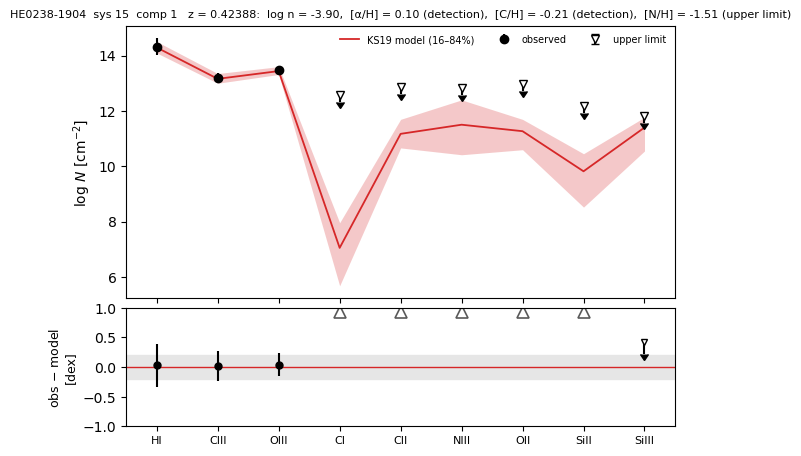 HE0238-1904  sys 15  comp 1   z = 0.42388:  log n = -3.90,  [α/H] = 0.10 (detection),  [C/H] = -0.21 (detection),  [N/H] = -1.51 (upper limit)
KS19 model (16–84%)
observed
upper limit
log N [cm−2]
14
12
10
8
6
obs − model
[dex]
1.0
0.5
0.0
−0.5
−1.0
HI
CIII
OIII
CI
CII
NIII
OII
SiII
SiIII